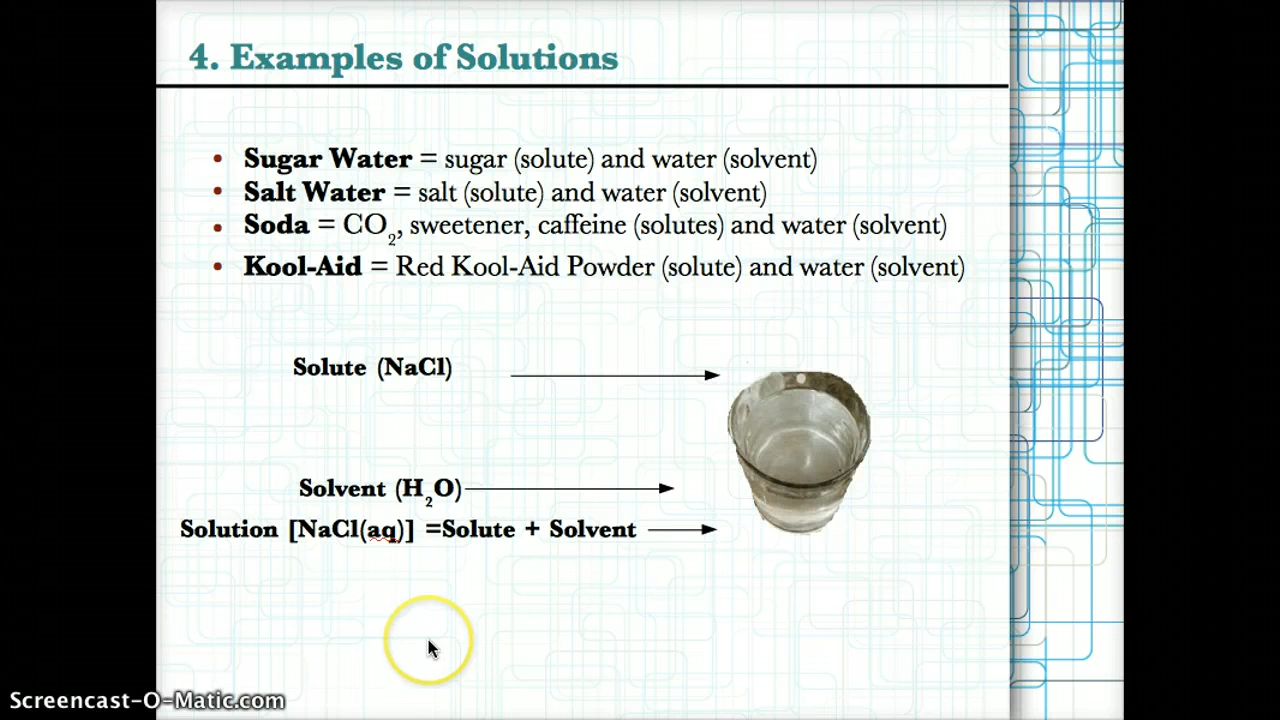 4. Examples of Solutions
• Sugar Water = sugar (solute) and water (solvent)
• Salt Water = salt (solute) and water (solvent)
• Soda = CO₂, sweetener, caffeine (solutes) and water (solvent)
• Kool-Aid = Red Kool-Aid Powder (solute) and water (solvent)
Solute (NaCl)
Solvent (H₂O)
Solution [NaCl(aq)] =Solute + Solvent
Screencast-O-Matic.com